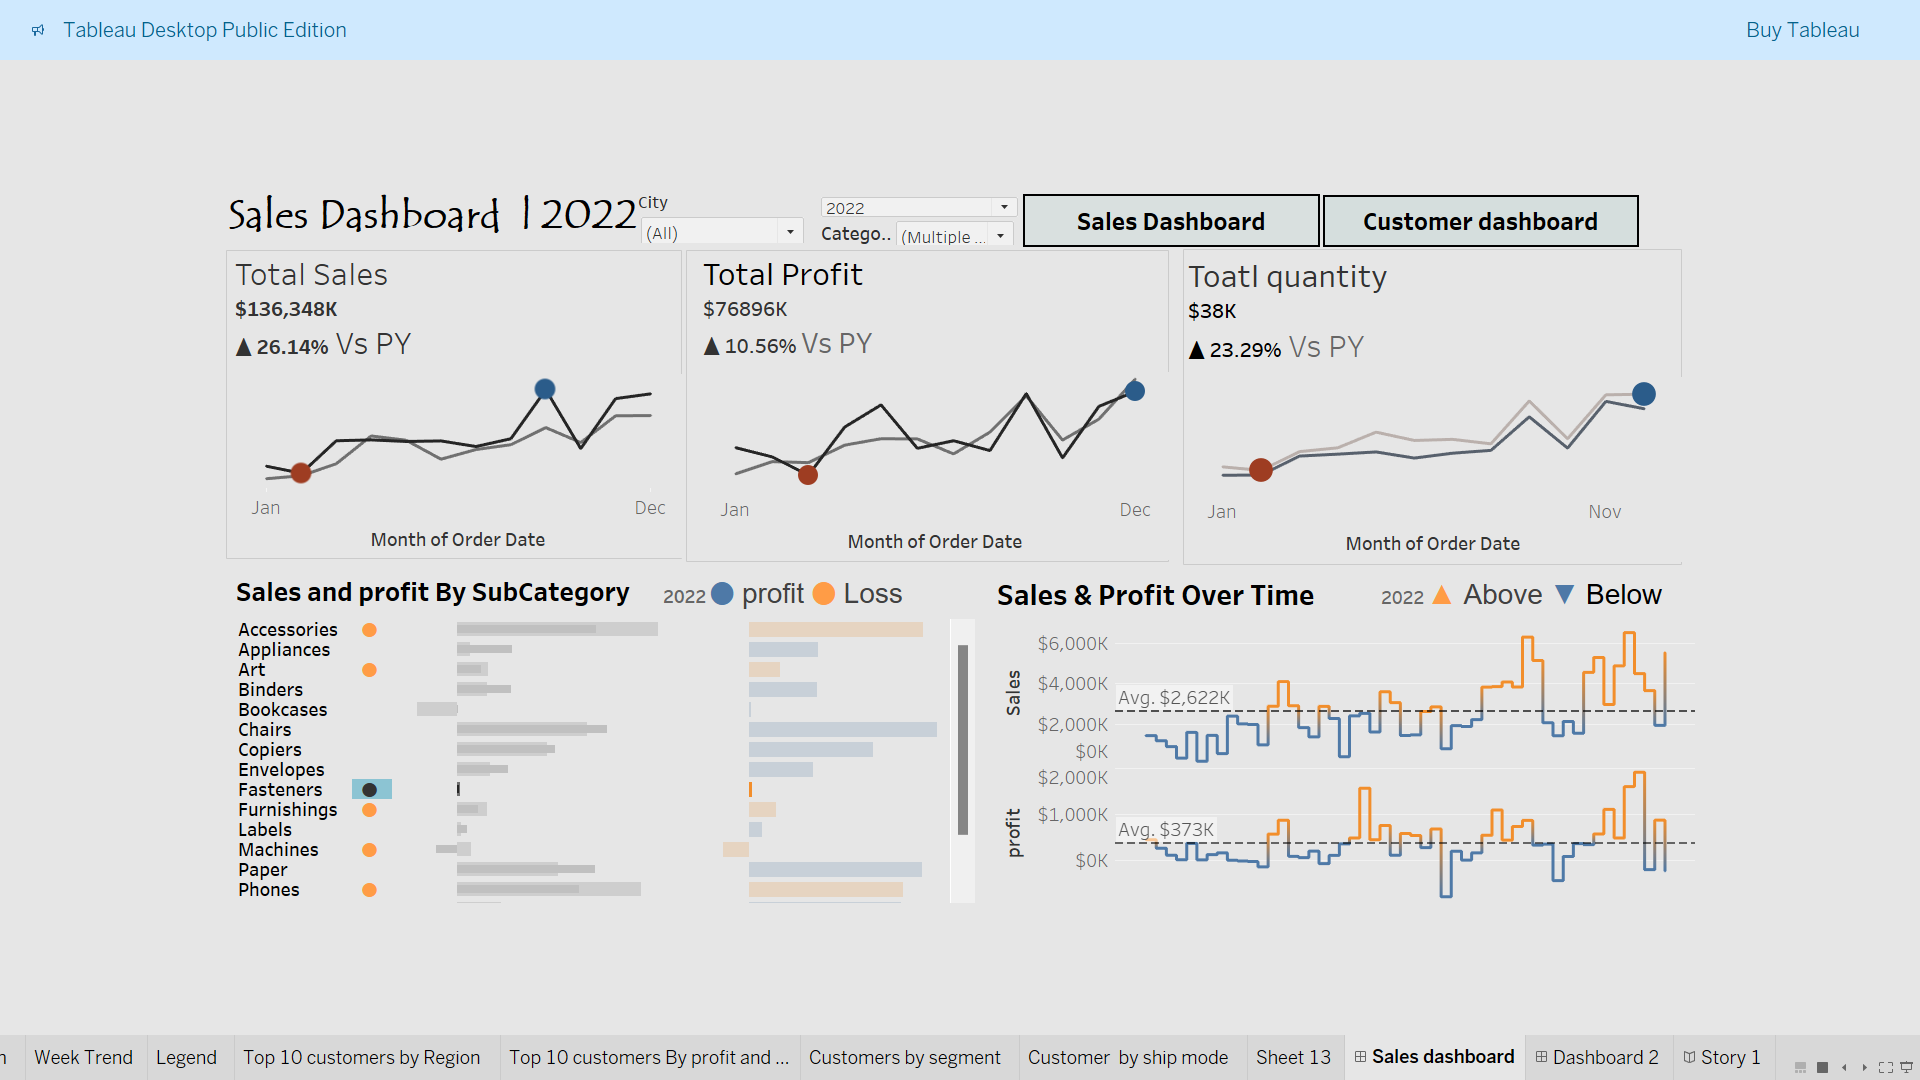 Tableau Desktop Public Edition
Buy Tableau
Sales Dashboard | 2022
City
(All)
2022
Catego..
(Multiple ...
Sales Dashboard
Customer dashboard
Total Sales
$136,348K
▲ 26.14% Vs PY
Jan
Dec
Month of Order Date
Total Profit
$76896K
▲ 10.56% Vs PY
Jan
Dec
Month of Order Date
Toatl quantity
$38K
▲ 23.29% Vs PY
Jan
Nov
Month of Order Date
Sales and profit By SubCategory
2022 profit Loss
Accessories
Appliances
Art
Binders
Bookcases
Chairs
Copiers
Envelopes
Fasteners
Furnishings
Labels
Machines
Paper
Phones
Sales & Profit Over Time
2022 ▲ Above ▼ Below
Sales
$6,000K
$4,000K
Avg. $2,622K
$2,000K
$0K
profit
$2,000K
$1,000K
Avg. $373K
$0K
Week Trend
Legend
Top 10 customers by Region
Top 10 customers By profit and ...
Customers by segment
Customer by ship mode
Sheet 13
Sales dashboard
Dashboard 2
Story 1